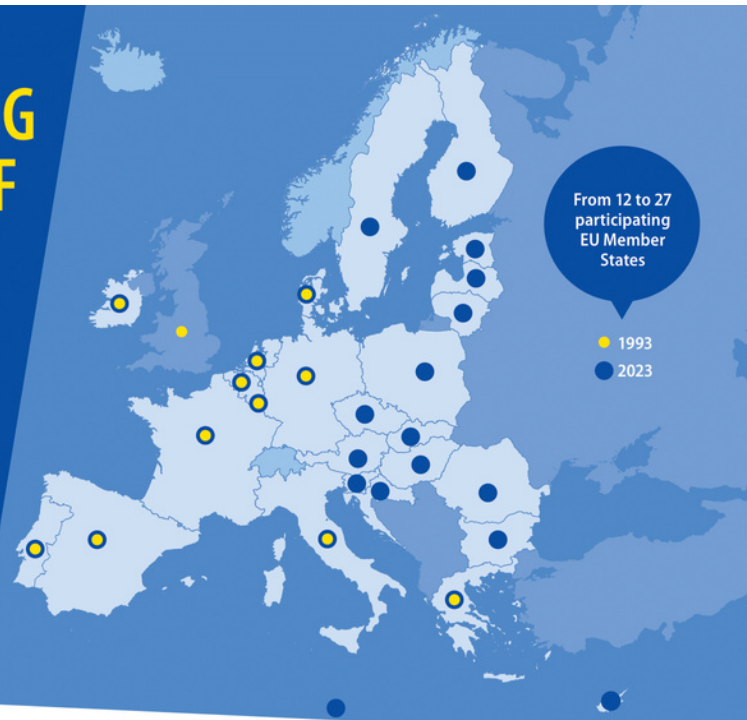 G
F
From 12 to 27
participating
EU Member
States
1993
2023